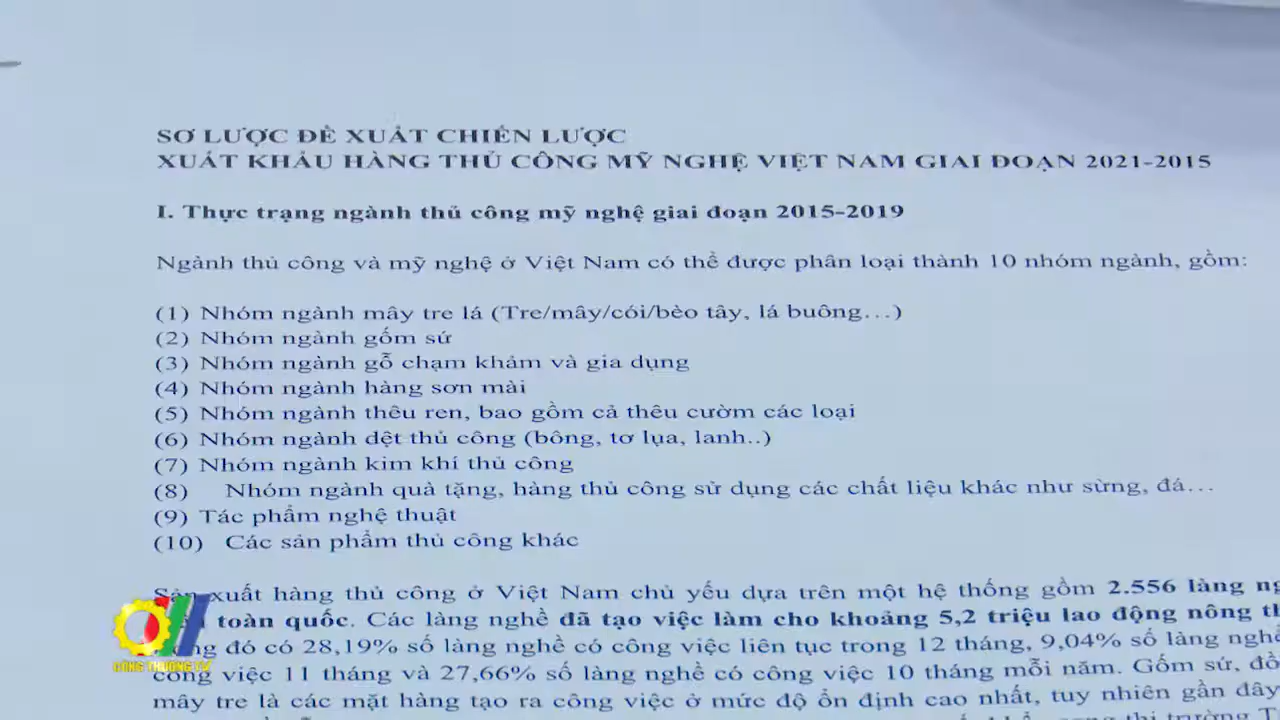 SƠ LƯỢC ĐỀ XUẤT CHIẾN LƯỢC
XUẤT KHẨU HÀNG THỦ CÔNG MỸ NGHỆ VIỆT NAM GIAI ĐOẠN 2021-2015
I. Thực trạng ngành thủ công mỹ nghệ giai đoạn 2015-2019
Ngành thủ công và mỹ nghệ ở Việt Nam có thể được phân loại thành 10 nhóm ngành, gồm:
(1) Nhóm ngành mây tre lá (Tre/mây/cói/bèo tây, lá buông...)
(2) Nhóm ngành gốm sứ
(3) Nhóm ngành gỗ chạm khảm và gia dụng
(4) Nhóm ngành hàng sơn mài
(5) Nhóm ngành thêu ren, bao gồm cả thêu cườm các loại
(6) Nhóm ngành dệt thủ công (bông, tơ lụa, lanh..)
(7) Nhóm ngành kim khí thủ công
(8) Nhóm ngành quà tặng, hàng thủ công sử dụng các chất liệu khác như sừng, đá...
(9) Tác phẩm nghệ thuật
(10) Các sản phẩm thủ công khác
Sản xuất hàng thủ công ở Việt Nam chủ yếu dựa trên một hệ thống gồm 2.556 làng
toàn quốc. Các làng nghề đã tạo việc làm cho khoảng 5,2 triệu lao động nông
đó có 28,19% số làng nghề có công việc liên tục trong 12 tháng, 9,04% số làng nghề
công việc 11 tháng và 27,66% số làng nghề có công việc 10 tháng mỗi năm. Gốm sứ, đồ
mây tre là các mặt hàng tạo ra công việc ở mức độ ổn định cao nhất, tuy nhiên gần đây
CÔNG THƯƠNG TV